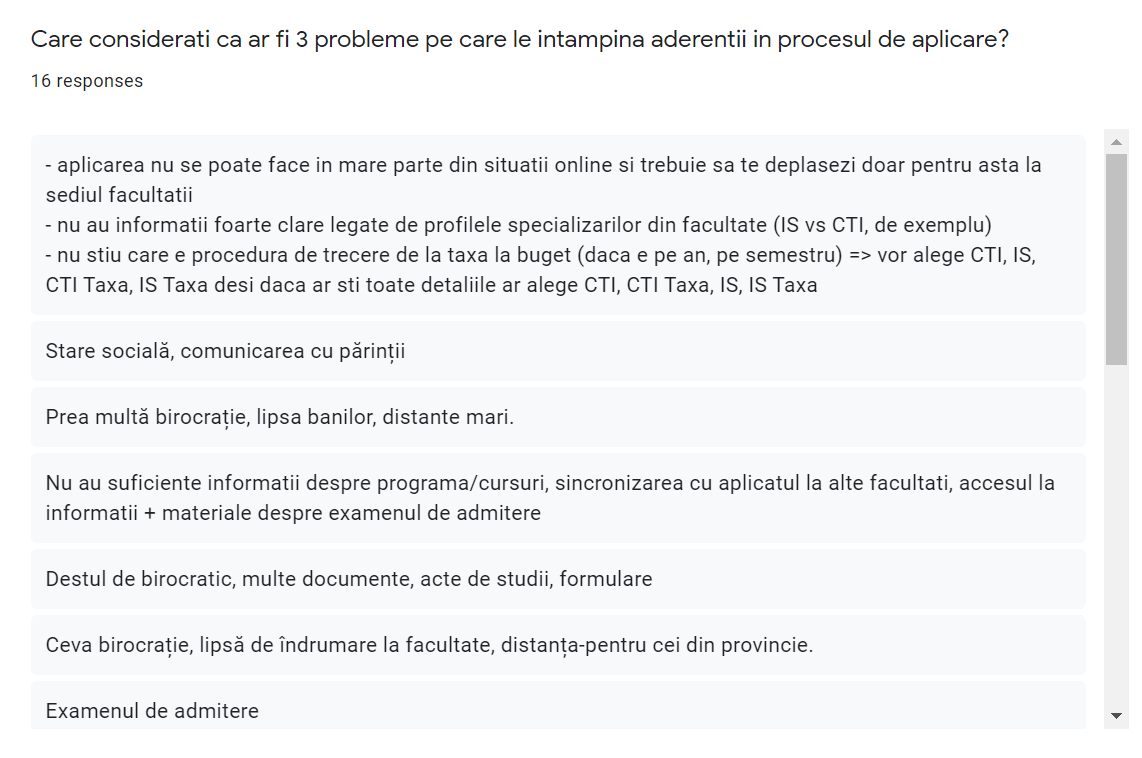 Care considerati ca ar fi 3 probleme pe care le intampina aderentii in procesul de aplicare?
16 responses
- aplicarea nu se poate face in mare parte din situatii online si trebuie sa te deplasezi doar pentru asta la
sediul facultatii
- nu au informatii foarte clare legate de profilele specializarilor din facultate (IS vs CTI, de exemplu)
- nu stiu care e procedura de trecere de la taxa la buget (daca e pe an, pe semestru) => vor alege CTI, IS,
CTI Taxa, IS Taxa desi daca ar sti toate detaliile ar alege CTI, CTI Taxa, IS, IS Taxa
Stare socială, comunicarea cu părinții
Prea multă birocrație, lipsa banilor, distante mari.
Nu au suficiente informatii despre programa/cursuri, sincronizarea cu aplicatul la alte facultati, accesul la
informatii + materiale despre examenul de admitere
Destul de birocratic, multe documente, acte de studii, formulare
Ceva birocrație, lipsă de îndrumare la facultate, distanța-pentru cei din provincie.
Examenul de admitere